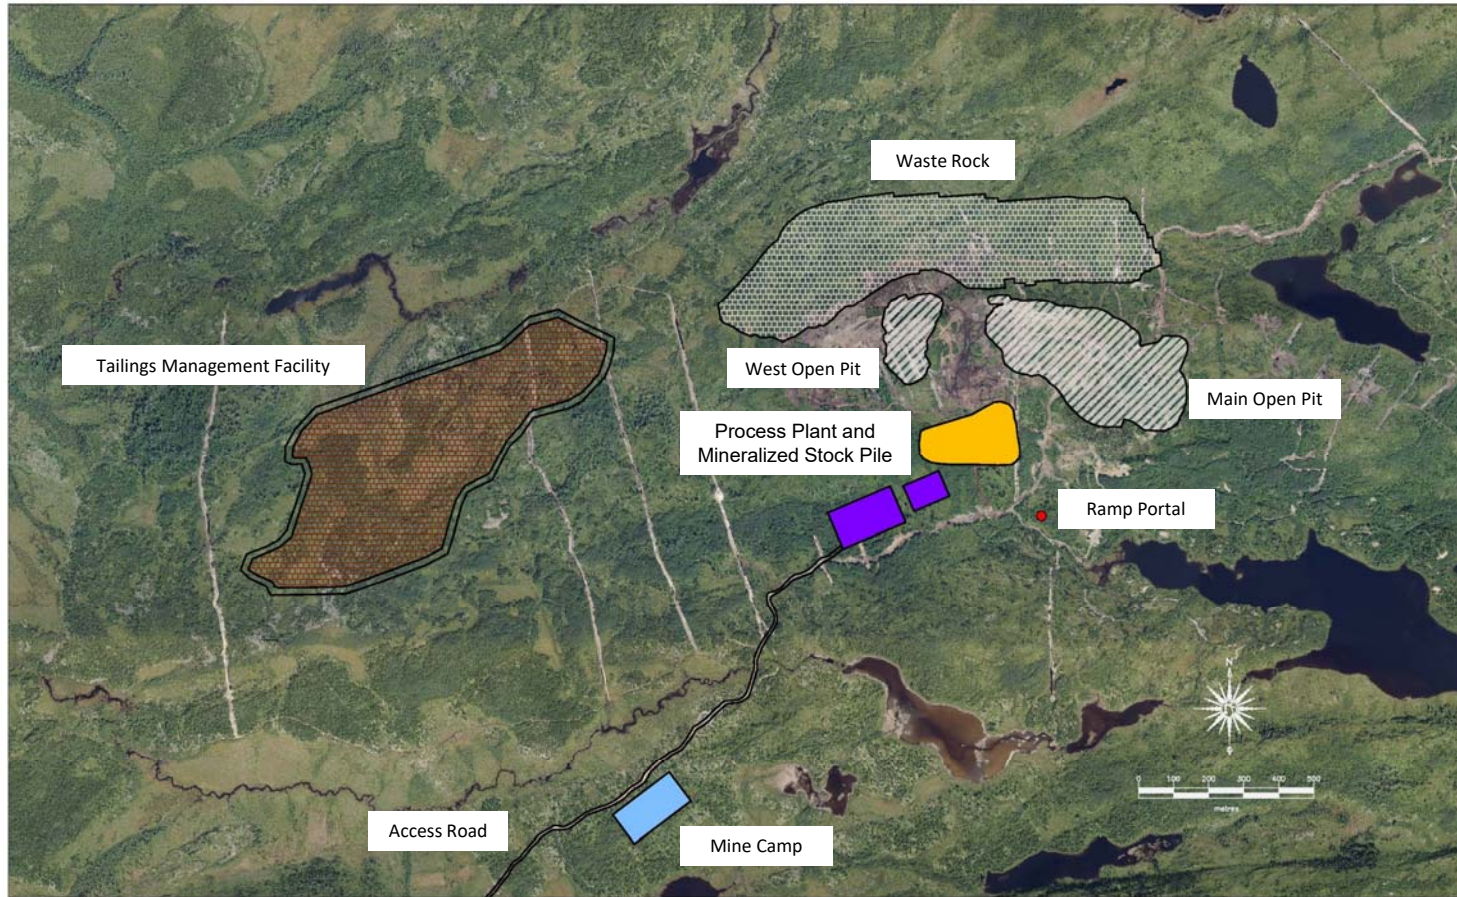 Waste Rock
Tailings Management Facility
West Open Pit
Main Open Pit
Process Plant and
Mineralized Stock Pile
Ramp Portal
N
0 100 200 300 400 500
metres
Access Road
Mine Camp